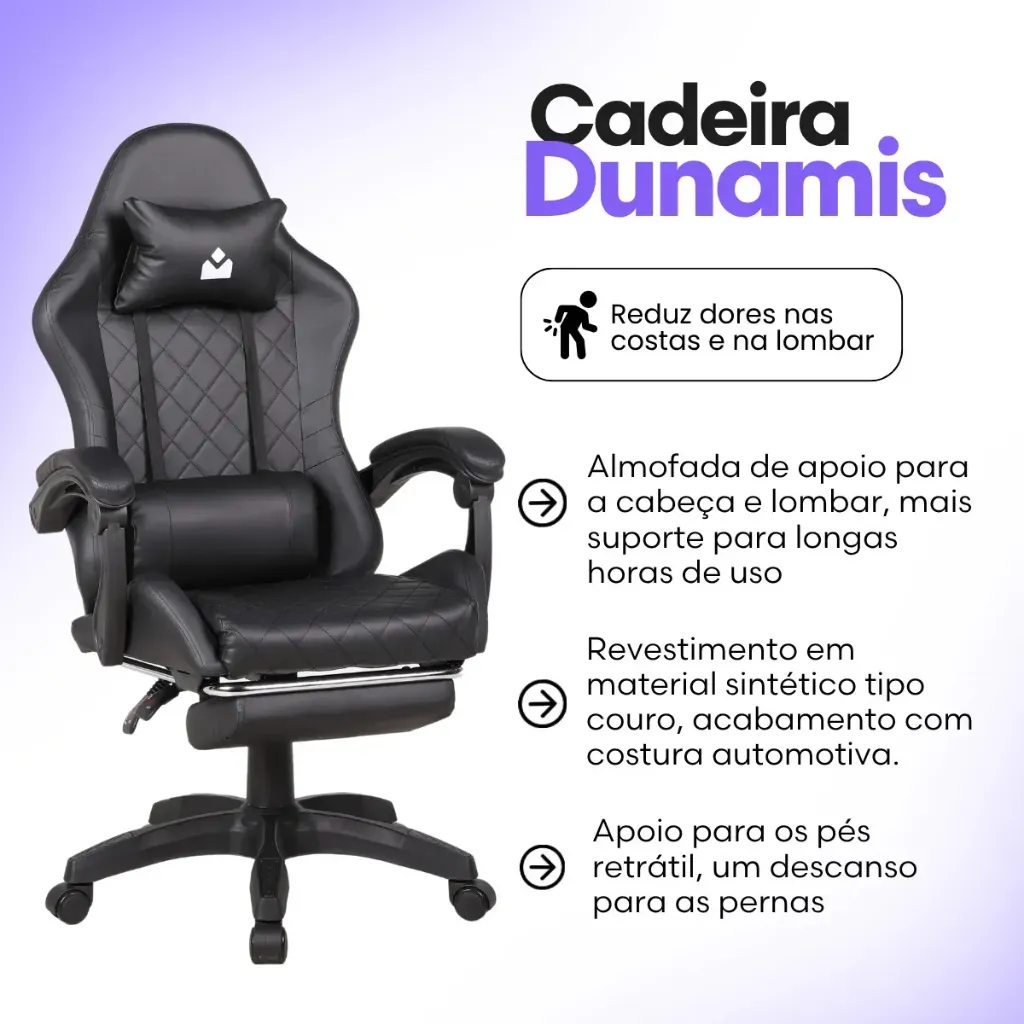 Cadeira
Dunamis
Reduz dores nas
costas e na lombar
Almofada de apoio para
a cabeça e lombar, mais
suporte para longas
horas de uso
Revestimento em
material sintético tipo
couro, acabamento com
costura automotiva.
Apoio para os pés
retrátil, um descanso
para as pernas